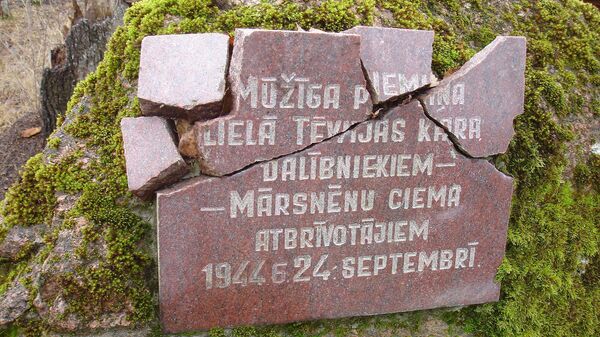 MŪŽĪGA PIEMIŅA
LIELĀ TĒVIJAS KARA
DALĪBNIEKIEM—
—MĀRSNĒNU CIEMA
ATBRĪVOTĀJIEM
1944.G.24.SEPTEMBRĪ.